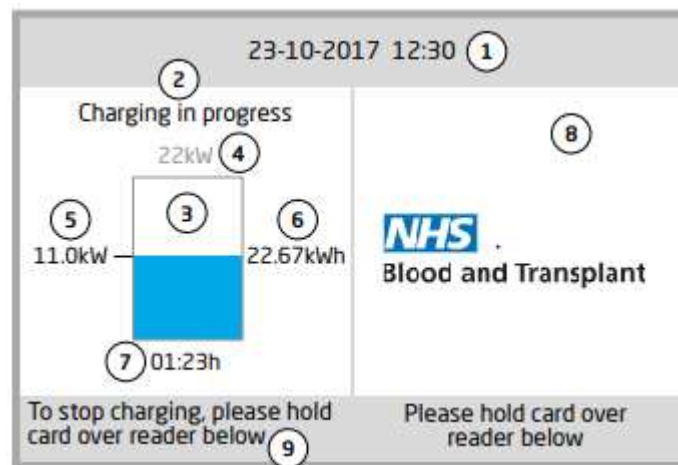 23-10-2017 12:30 1
2
Charging in progress
22kW 4
3
5
6
11.0kW
22.67kWh
7 01:23h
To stop charging, please hold
card over reader below 9
8
NHS
Blood and Transplant
Please hold card over
reader below